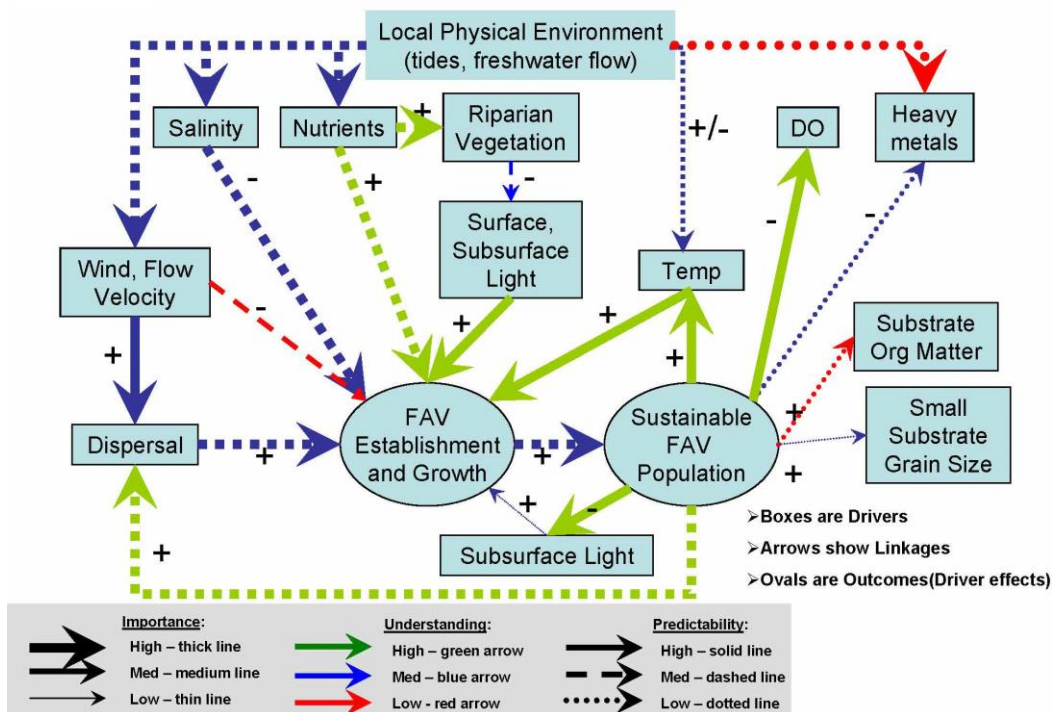 Local Physical Environment
(tides, freshwater flow)
Salinity
Nutrients
+
Riparian
Vegetation
+/-
DO
Heavy
metals
-
+
-
Surface,
Subsurface
Light
-
-
Wind, Flow
Velocity
-
Temp
+
+
+
+
Substrate
Org Matter
Dispersal
+
FAV
Establishment
and Growth
+
Sustainable
FAV
Population
+
+
Small
Substrate
Grain Size
+
-
Subsurface Light
+
➢Boxes are Drivers
➢Arrows show Linkages
➢Ovals are Outcomes(Driver effects)
Importance:
High – thick line
Med – medium line
Low – thin line
Understanding:
High – green arrow
Med – blue arrow
Low - red arrow
Predictability:
High – solid line
Med – dashed line
Low – dotted line